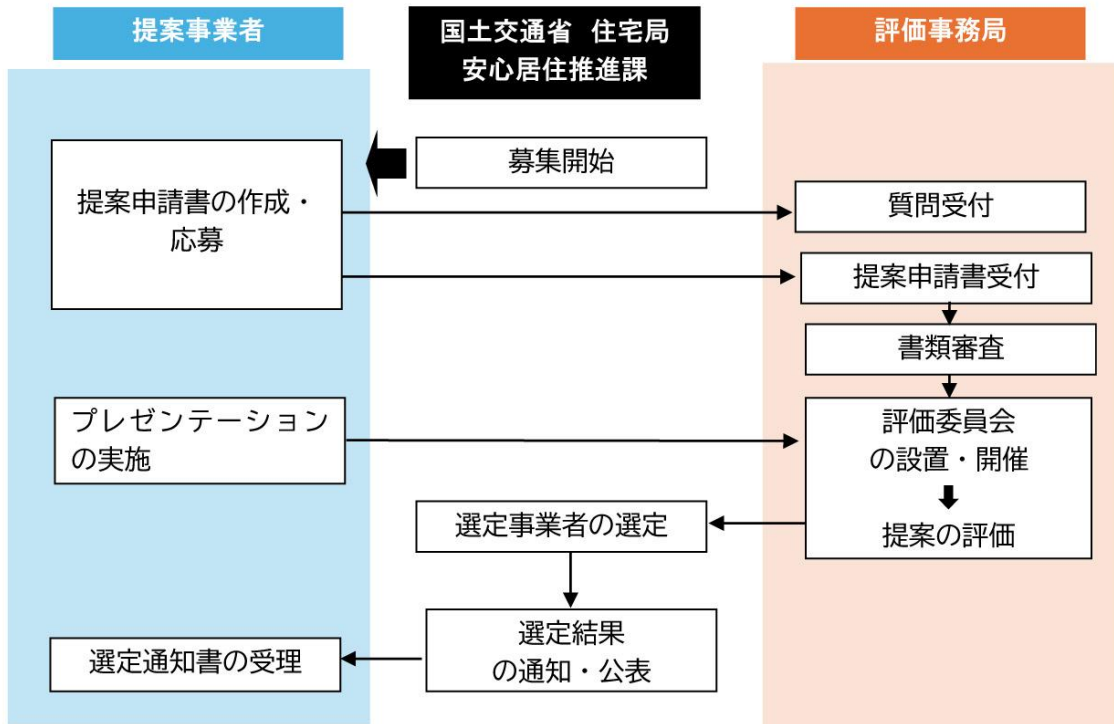 提案事業者
国土交通省 住宅局
安心居住推進課
評価事務局
募集開始
提案申請書の作成・
応募
質問受付
提案申請書受付
書類審査
プレゼンテーション
の実施
評価委員会
の設置・開催
提案の評価
選定事業者の選定
選定結果
の通知・公表
選定通知書の受理